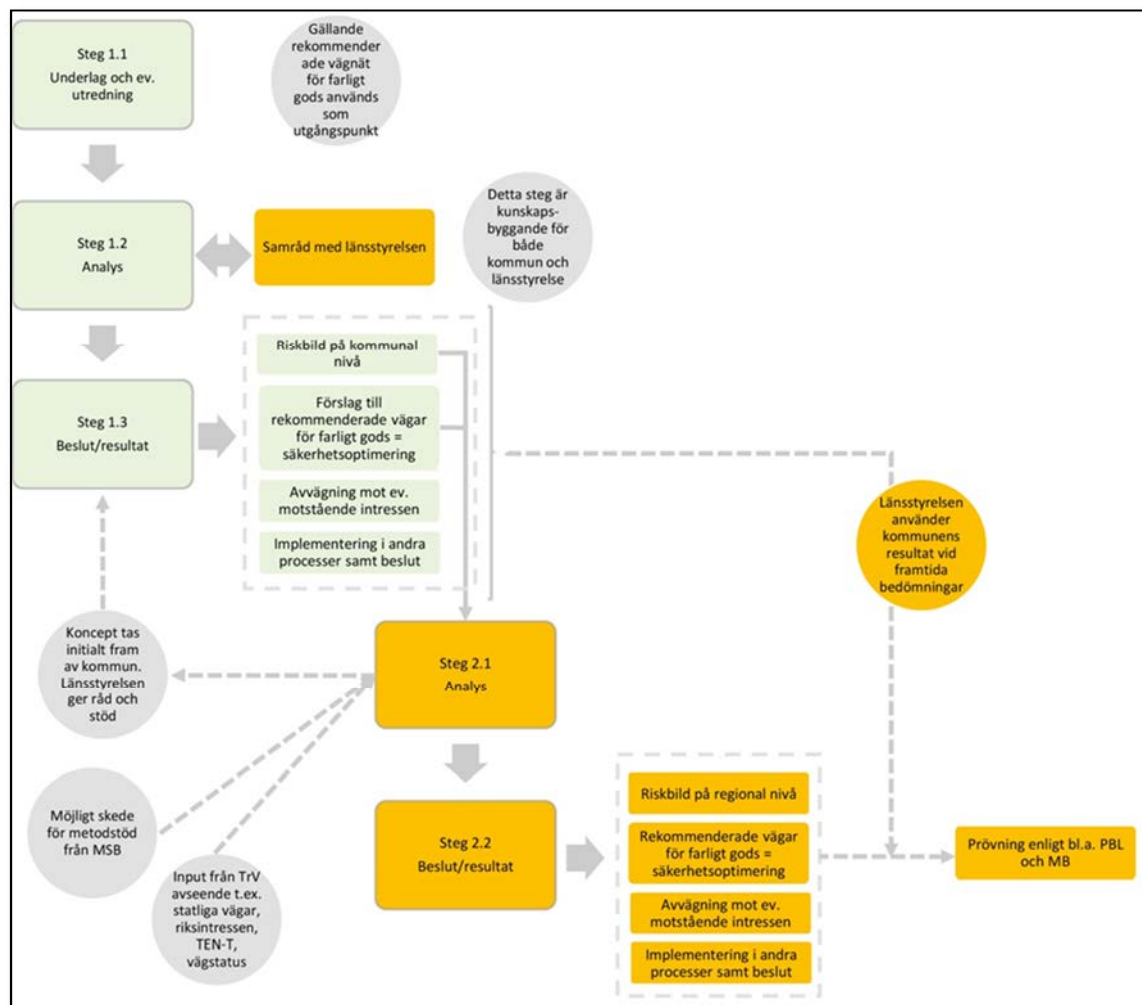 Steg 1.1
Underlag och ev.
utredning
Gällande
rekommender
ade vägnät
för farligt
gods används
som
utgångspunkt
Steg 1.2
Analys
Samråd med länsstyrelsen
Detta steg är
kunskaps-
byggande för
både
kommun och
länsstyrelse
Steg 1.3
Beslut/resultat
Riskbild på kommunal
nivå
Förslag till
rekommenderade vägar
för farligt gods =
säkerhetsoptimering
Avvägning mot ev.
motstående intressen
Implementering i andra
processer samt beslut
Länsstyrelsen
använder
kommunens
resultat vid
framtida
bedömningar
Koncept tas
initialt fram
av kommun.
Länsstyrelsen
ger råd och
stöd
Steg 2.1
Analys
Möjligt skede
för metodstöd
från MSB
Input från TrV
avseende t.ex.
statliga vägar,
riksintressen,
TEN-T,
vägstatus
Steg 2.2
Beslut/resultat
Riskbild på regional nivå
Rekommenderade vägar
för farligt gods =
säkerhetsoptimering
Avvägning mot ev.
motstående intressen
Implementering i andra
processer samt beslut
Prövning enligt bl.a. PBL
och MB